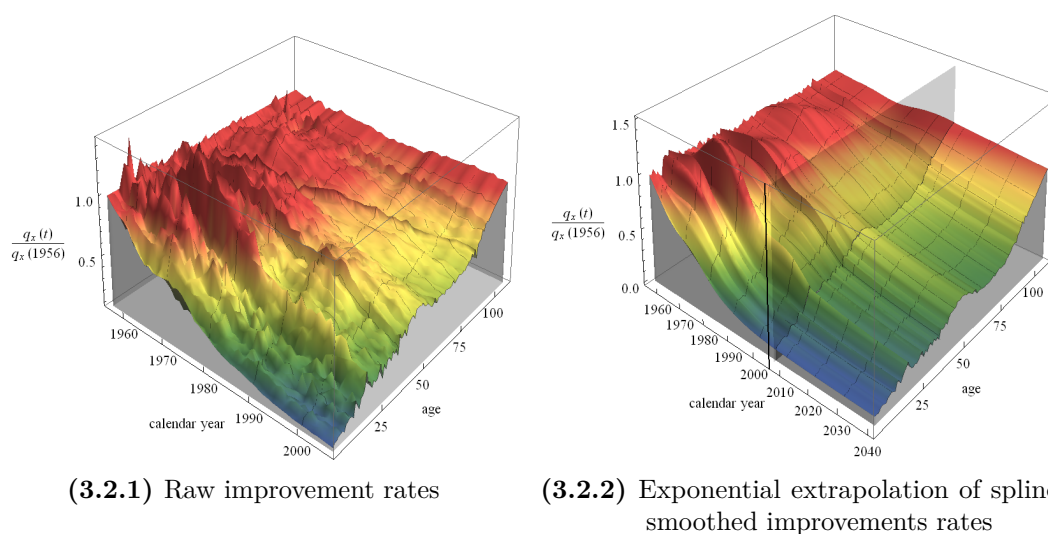 1.0
0.5
q_x (t)
q_x (1956)
1960
1970
1980
1990
2000
calendar year
25
50
75
100
age
(3.2.1) Raw improvement rates
1.5
1.0
0.5
0.0
q_x (t)
q_x (1956)
1960
1970
1980
1990
2000
2010
2020
2030
2040
calendar year
25
50
75
100
age
(3.2.2) Exponential extrapolation of spline
smoothed improvements rates